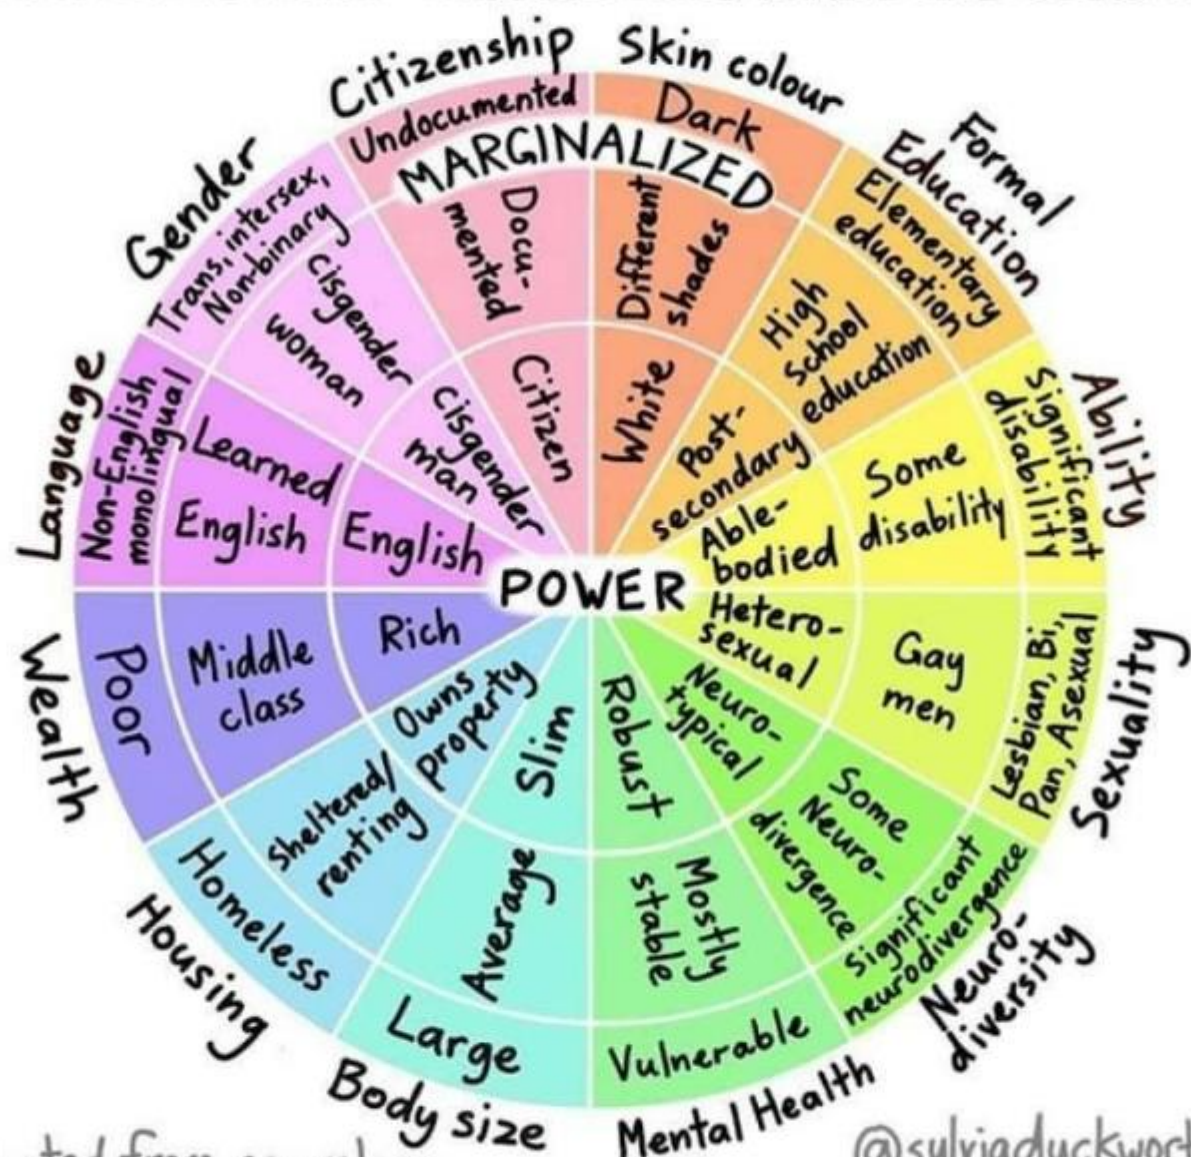 Citizenship
Undocumented
Docu-
mented
Citizen
Skin colour
Dark
Different
shades
White
Formal
Education
Elementary
education
High
School
education
Post-
secondary
Ability
Significant
disability
Some
disability
Able-
bodied
Sexuality
Lesbian, Bi,
Pan, Asexual
Gay
men
Hetero-
sexual
Neuro-
diversity
Significant
neurodivergence
Some
Neuro-
divergence
Neuro-
typical
Mental Health
Vulnerable
Mostly
stable
Robust
Body size
Large
Average
Slim
Housing
Homeless
Sheltered/
renting
Owns
property
Wealth
Poor
Middle
class
Rich
Language
Non-English
monolingual
Learned
English
English
Gender
Trans, intersex,
Non-binary
cisgender
woman
cisgender
man
MARGINALIZED
POWER